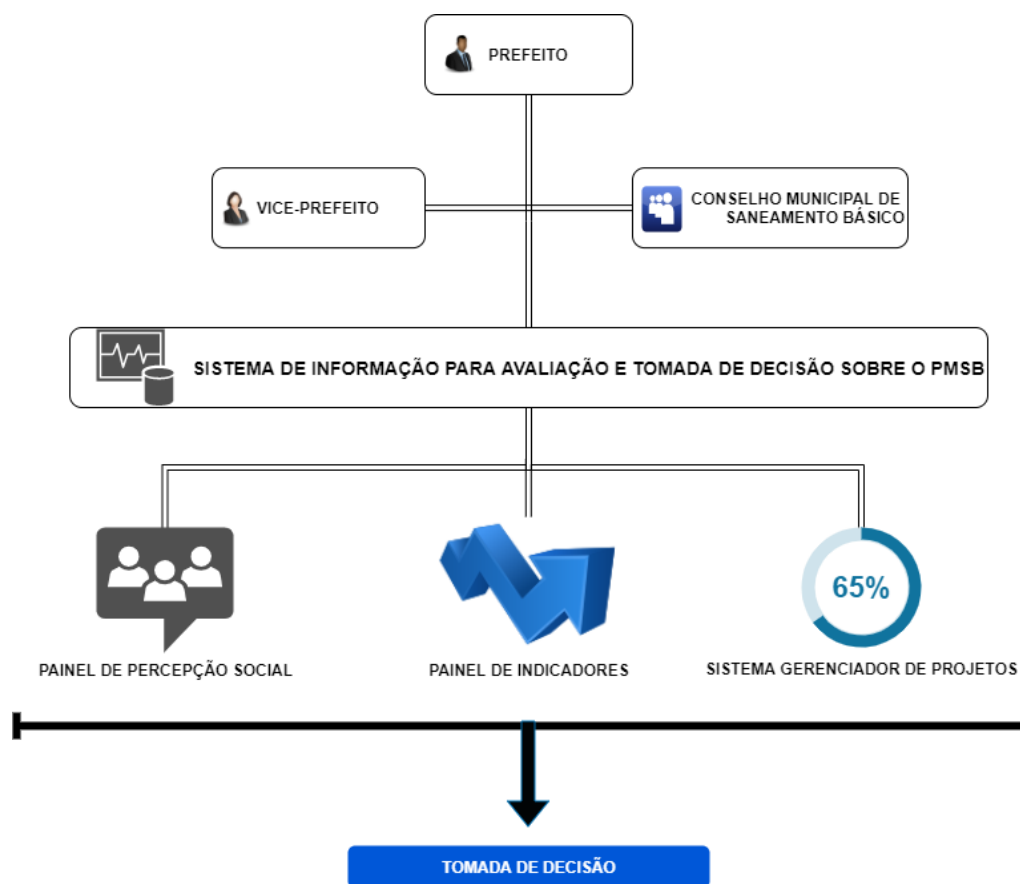 PREFEITO
VICE-PREFEITO
CONSELHO MUNICIPAL DE
SANEAMENTO BÁSICO
SISTEMA DE INFORMAÇÃO PARA AVALIAÇÃO E TOMADA DE DECISÃO SOBRE O PMSB
65%
PAINEL DE PERCEPÇÃO SOCIAL
PAINEL DE INDICADORES
SISTEMA GERENCIADOR DE PROJETOS
TOMADA DE DECISÃO